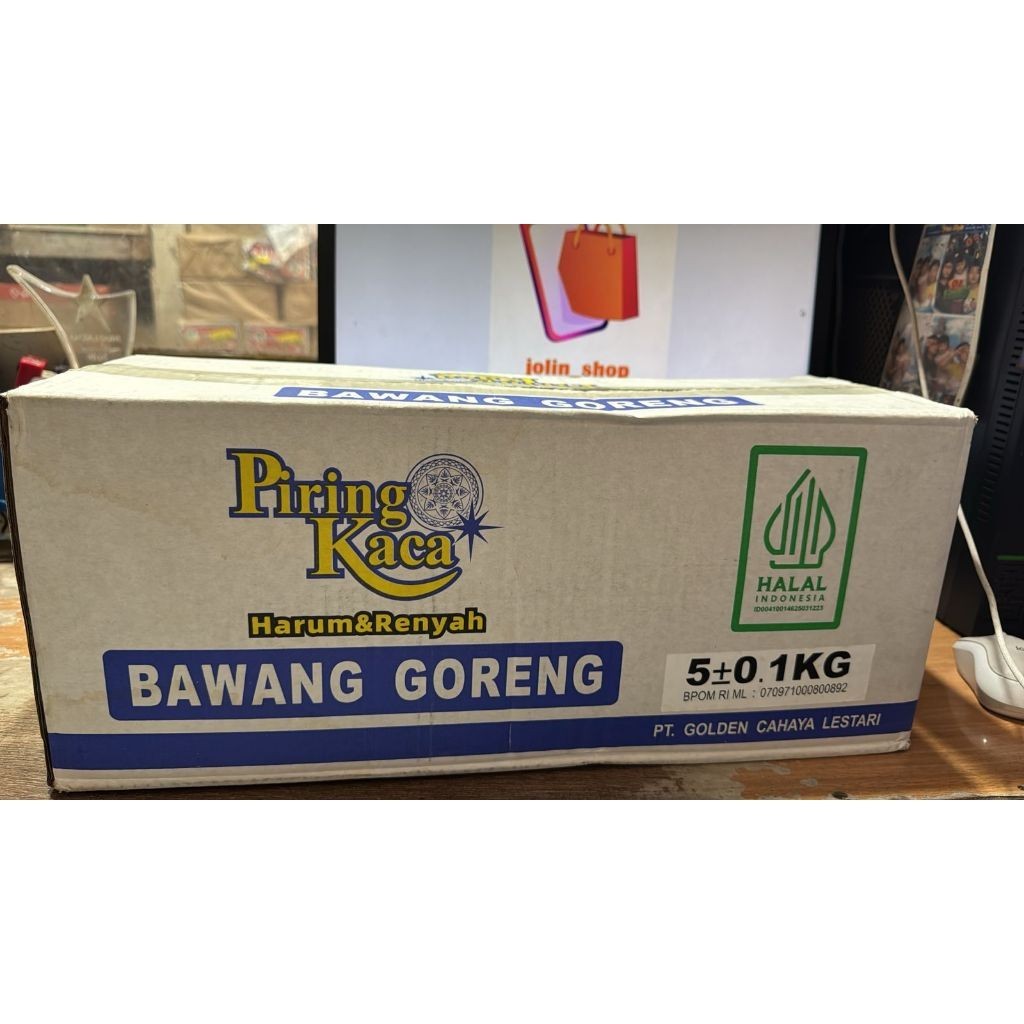 jolin_shop
BAWANG GORENG
Piring
Kaca
Harum&Renyah
BAWANG GORENG
HALAL
INDONESIA
ID00410014625031223
5±0.1KG
BPOM RI ML : 070971000800892
PT. GOLDEN CAHAYA LESTARI